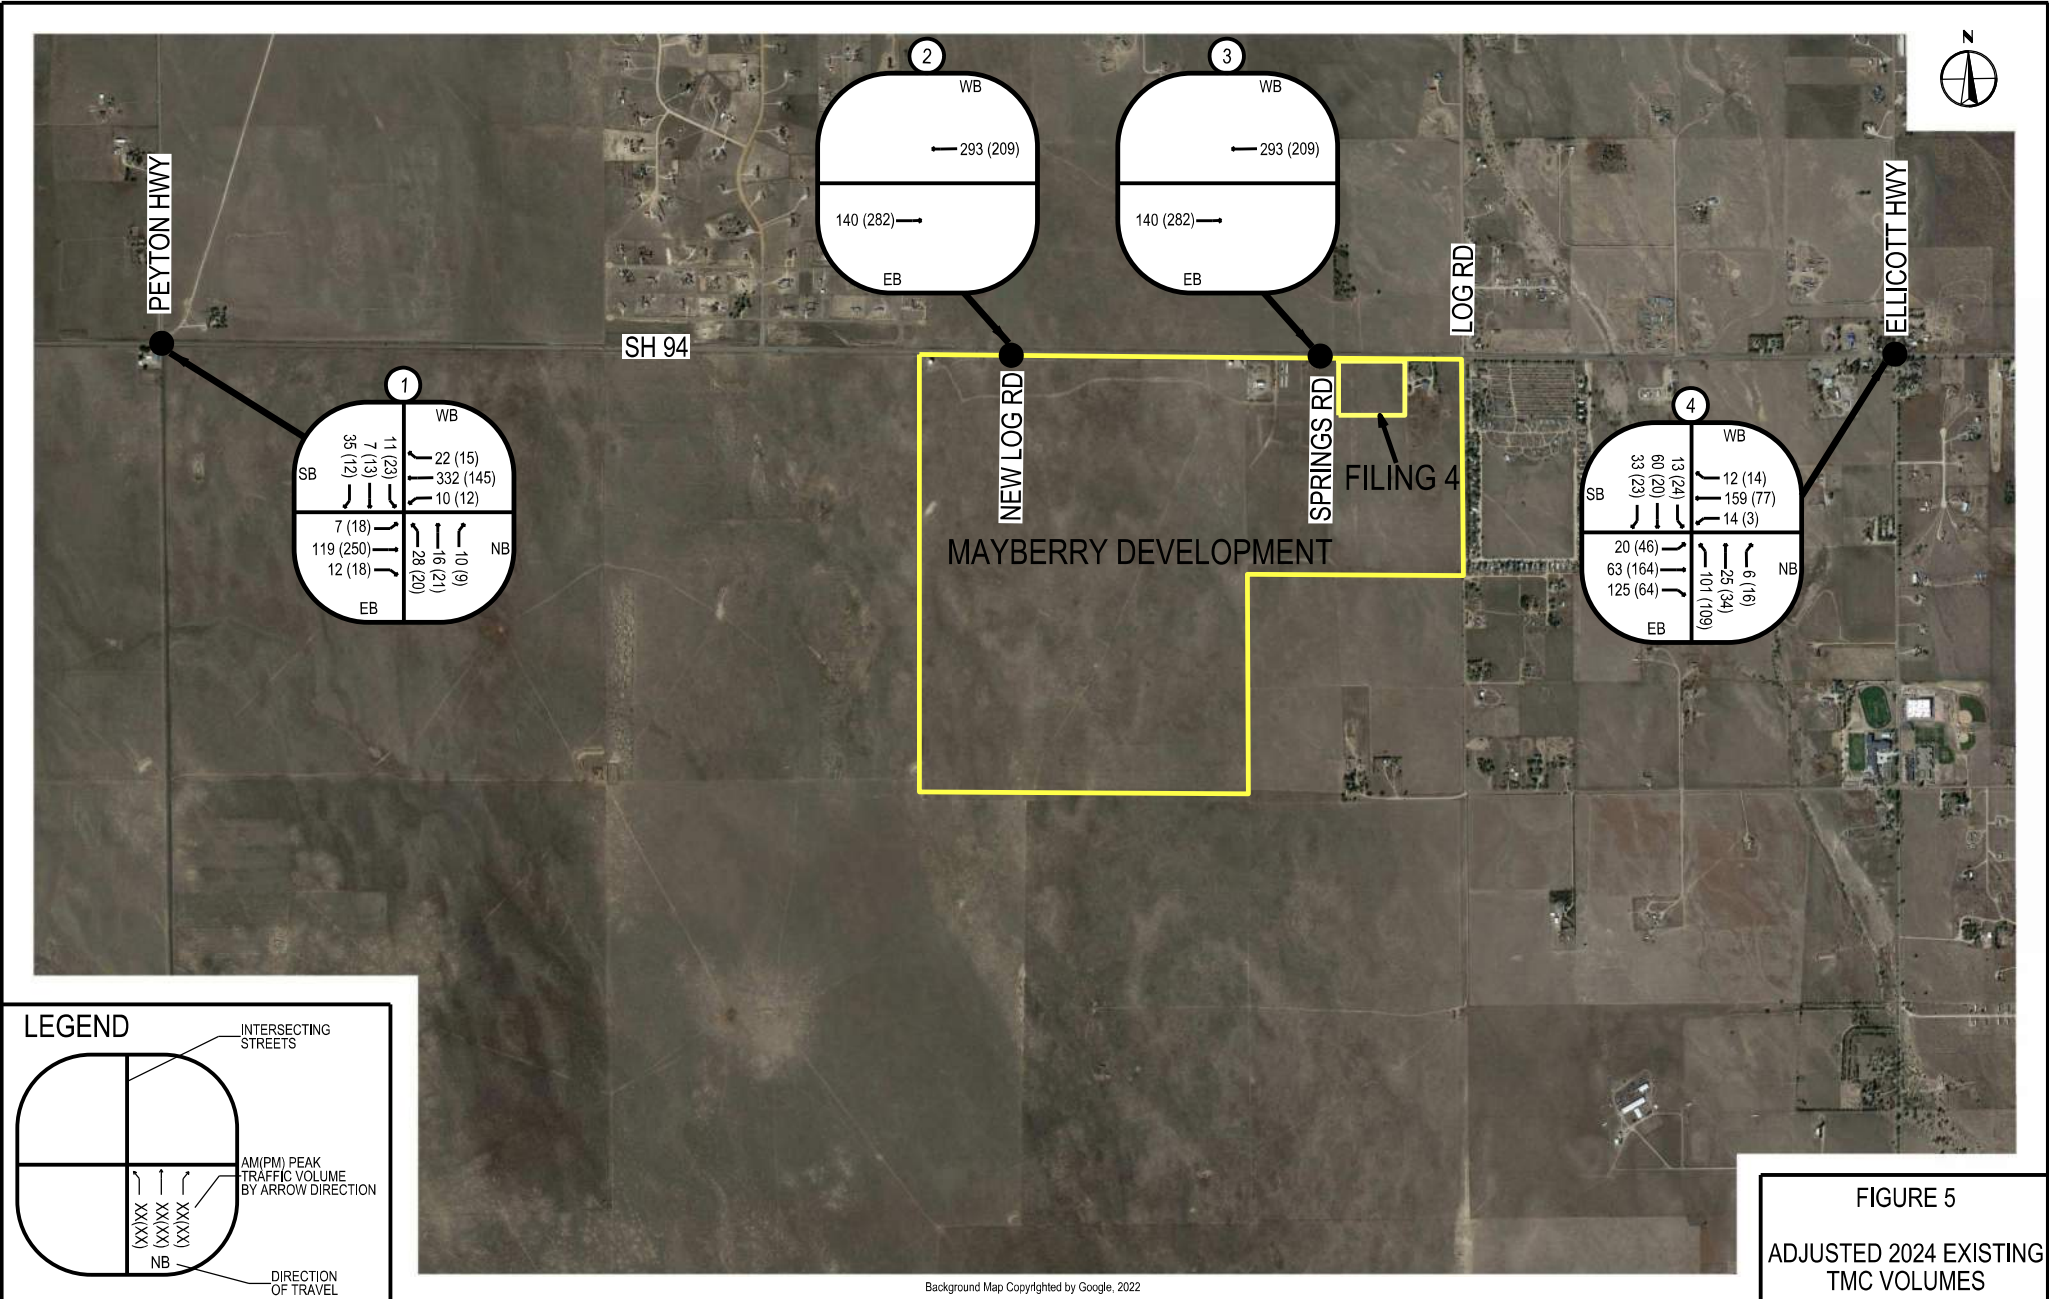 N
2
WB
293 (209)
140 (282)
EB
3
WB
293 (209)
140 (282)
EB
PEYTON HWY
SH 94
NEW LOG RD
SPRINGS RD
LOG RD
ELLICOTT HWY
FILING 4
MAYBERRY DEVELOPMENT
1
WB
22 (15)
332 (145)
10 (12)
SB
35 (12)
7 (13)
11 (23)
7 (18)
119 (250)
12 (18)
EB
28 (20)
16 (21)
10 (9)
NB
4
WB
12 (14)
159 (77)
14 (3)
SB
33 (23)
60 (20)
13 (24)
20 (46)
63 (164)
125 (64)
EB
101 (109)
25 (34)
6 (16)
NB
LEGEND
INTERSECTING
STREETS
AM(PM) PEAK
TRAFFIC VOLUME
BY ARROW DIRECTION
XX(XX)
XX(XX)
XX(XX)
NB
DIRECTION
OF TRAVEL
Background Map Copyrighted by Google, 2022
FIGURE 5
ADJUSTED 2024 EXISTING
TMC VOLUMES